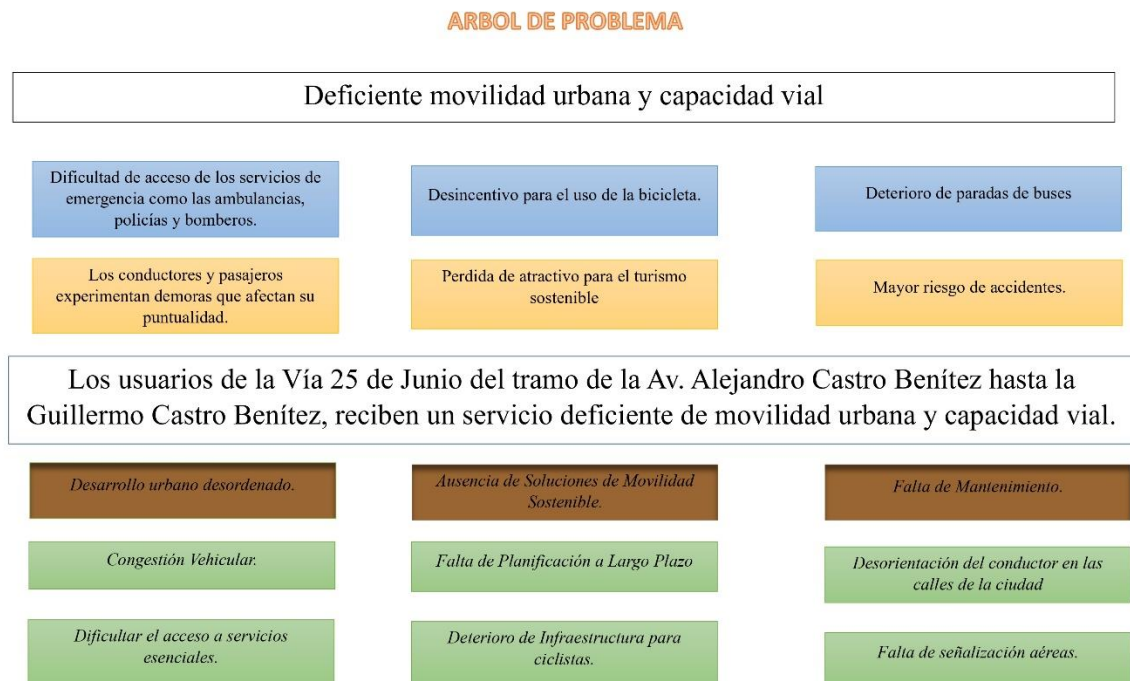 ARBOL DE PROBLEMA
Deficiente movilidad urbana y capacidad vial
Dificultad de acceso de los servicios de
emergencia como las ambulancias,
policías y bomberos.
Desincentivo para el uso de la bicicleta.
Deterioro de paradas de buses
Los conductores y pasajeros
experimentan demoras que afectan su
puntualidad.
Perdida de atractivo para el turismo
sostenible
Mayor riesgo de accidentes.
Los usuarios de la Vía 25 de Junio del tramo de la Av. Alejandro Castro Benítez hasta la
Guillermo Castro Benítez, reciben un servicio deficiente de movilidad urbana y capacidad vial.
Desarrollo urbano desordenado.
Ausencia de Soluciones de Movilidad
Sostenible.
Falta de Mantenimiento.
Congestión Vehicular.
Falta de Planificación a Largo Plazo
Desorientación del conductor en las
calles de la ciudad
Dificultar el acceso a servicios
esenciales.
Deterioro de Infraestructura para
ciclistas.
Falta de señalización aéreas.